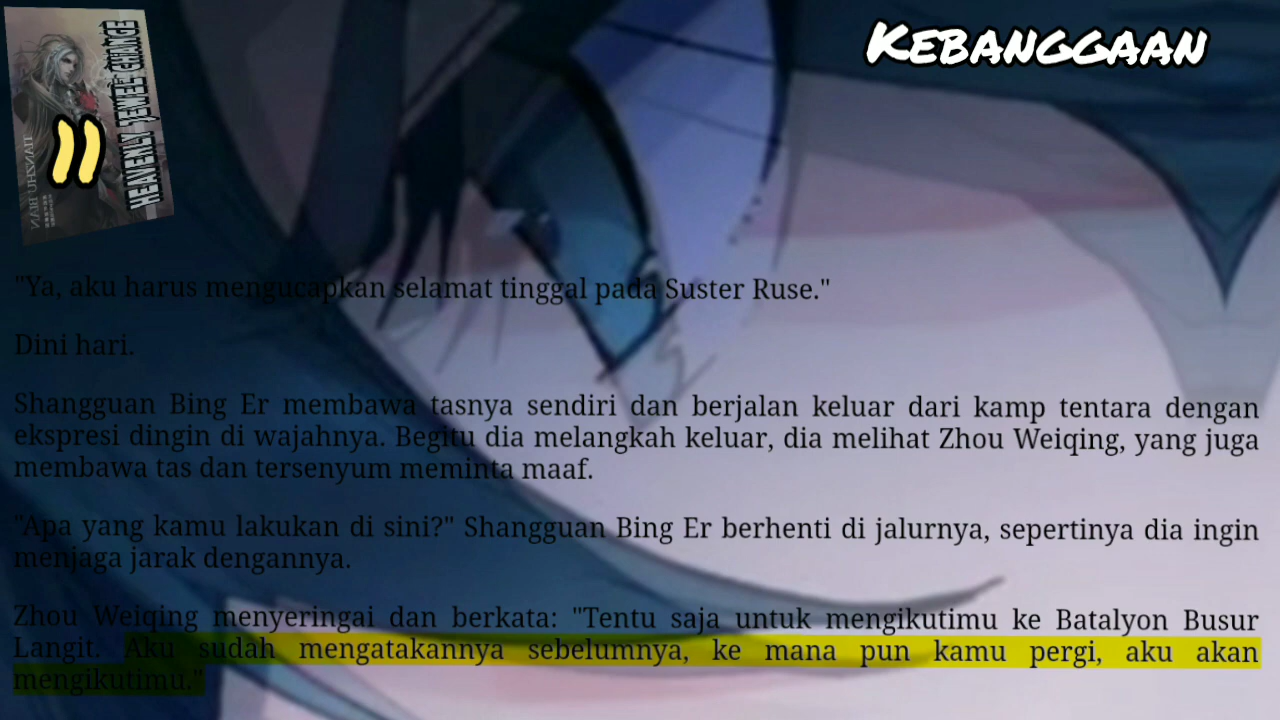 KEBANGGAAN
HEAVENLY JEWEL CHANGE
11
"Ya, aku harus mengucapkan selamat tinggal pada Suster Ruse."
Dini hari.
Shangguan Bing Er membawa tasnya sendiri dan berjalan keluar dari kamp tentara dengan
ekspresi dingin di wajahnya. Begitu dia melangkah keluar, dia melihat Zhou Weiqing, yang juga
membawa tas dan tersenyum meminta maaf.
"Apa yang kamu lakukan di sini?" Shangguan Bing Er berhenti di jalurnya, sepertinya dia ingin
menjaga jarak dengannya.
Zhou Weiqing menyeringai dan berkata: "Tentu saja untuk mengikutimu ke Batalyon Busur
Langit. Aku sudah mengatakannya sebelumnya, ke mana pun kamu pergi, aku akan
mengikutimu."